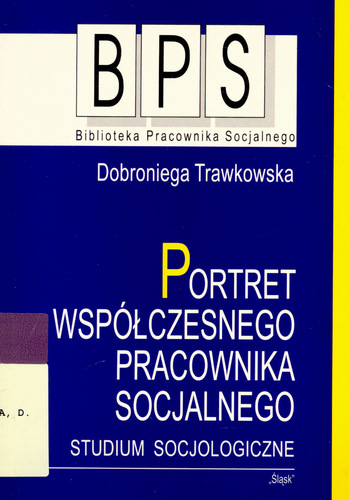 BPS
Biblioteka Pracownika Socjalnego
Dobroniega Trawkowska
PORTRET
WSPÓŁCZESNEGO
PRACOWNIKA
SOCJALNEGO
A, D.
STUDIUM SOCJOLOGICZNE
„Śląsk”